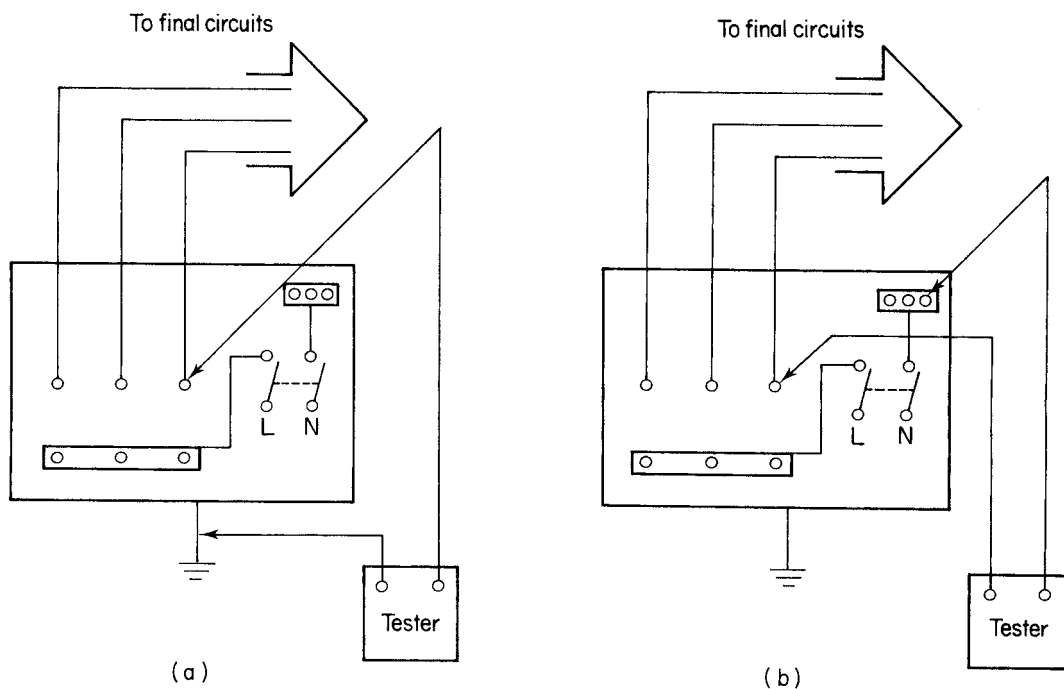 To final circuits
L N
Tester
(a)
To final circuits
L N
Tester
(b)